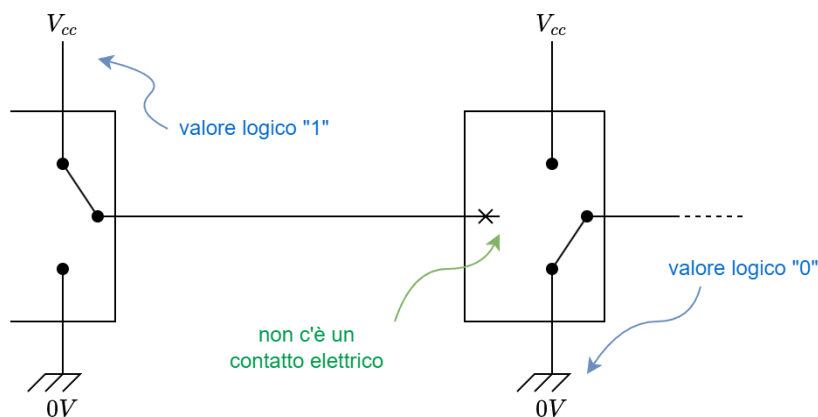 Vcc
Vcc
valore logico "1"
valore logico "0"
non c'è un
contatto elettrico
0V
0V